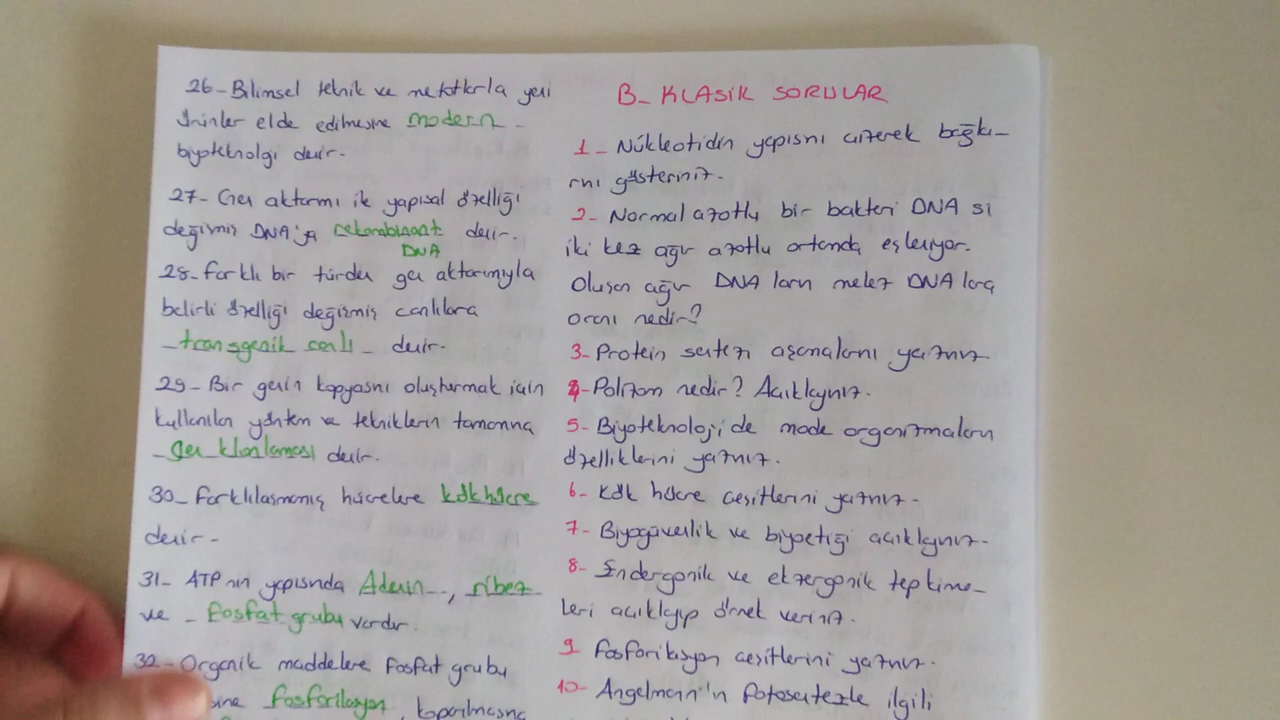 26- Bilimsel teknik ve metotlarla yeni
ürünler elde edilmesine modern
biyoteknoloji denir.
27- Gen aktarımı ile yapısal özelliği
değişmiş DNA'ya rekombinant denir.
DNA
28- farklı bir türden gen aktarımıyla
belirli özelliği değişmiş canlılara
transgenik canlı denir.
29- Bir genin kopyasını oluşturmak için
kullanılan yöntem ve tekniklerin tamamına
gen klonlaması denir.
30- farklılaşmamış hücrelere kök hücre
denir.
31- ATP'nin yapısında Adenin, riboz
ve fosfat grubu vardır.
32- Organik maddelere fosfat grubu
fosforilasyon, koparılmasına
B- KLASİK SORULAR
1- Nükleotidin yapısını çizerek bağla-
rını gösteriniz.
2- Normal azotlu bir bakteri DNA sı
iki kez ağır azotlu ortamda eşleniyor.
Oluşan ağır DNA ların melez DNA lara
oranı nedir?
3- Protein sentezi aşamalarını yazınız
4- Polizom nedir? Açıklayınız.
5- Biyoteknoloji de model organizmaların
özelliklerini yazınız.
6- Kök hücre çeşitlerini yazınız.
7- Biyogüvenlik ve biyoetiği açıklayınız.
8- Endergonik ve ekzergonik tepkime-
leri açıklayıp örnek veriniz.
9 fosforilasyon çeşitlerini yazınız.
10- Angelmann'ın fotosentezle ilgili